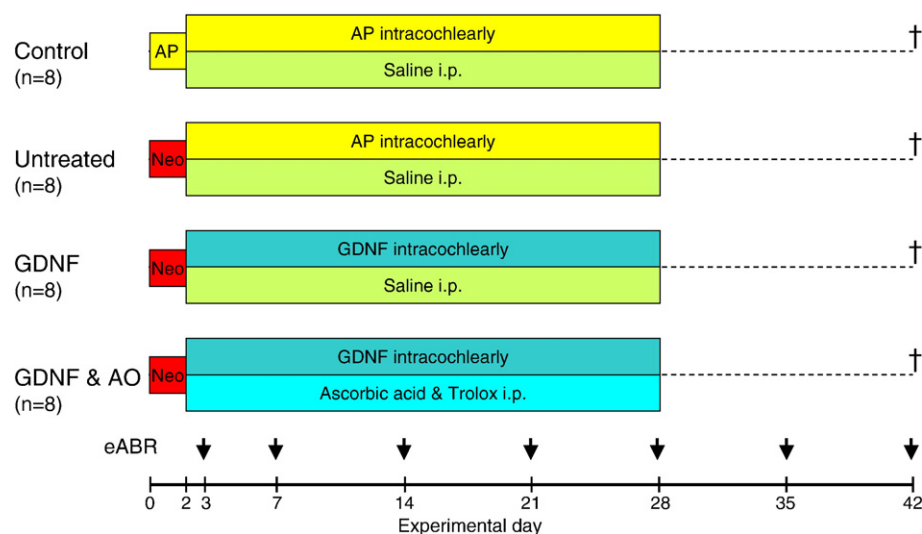 Control
(n=8)
AP
AP intracochlearly
Saline i.p.
†
Untreated
(n=8)
Neo
AP intracochlearly
Saline i.p.
†
GDNF
(n=8)
Neo
GDNF intracochlearly
Saline i.p.
†
GDNF & AO
(n=8)
Neo
GDNF intracochlearly
Ascorbic acid & Trolox i.p.
†
eABR
0 2 3 7 14 21 28 35 42
Experimental day